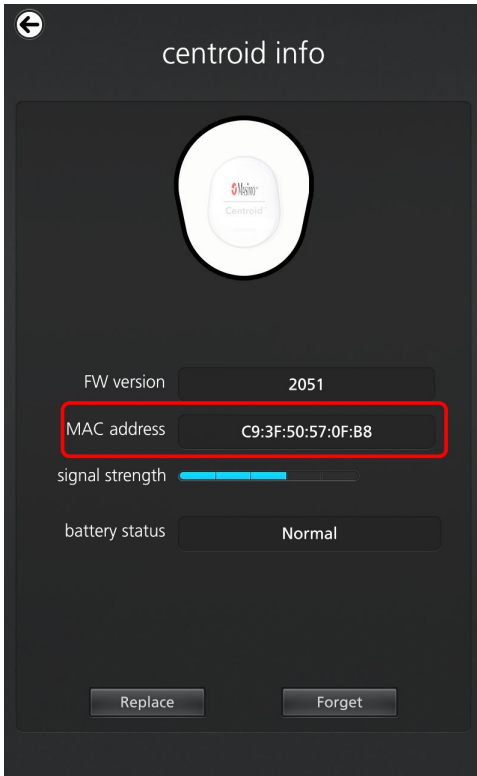 centroid info
Masimo
Centroid
FW version 2051
MAC address C9:3F:50:57:0F:B8
signal strength
battery status Normal
Replace Forget